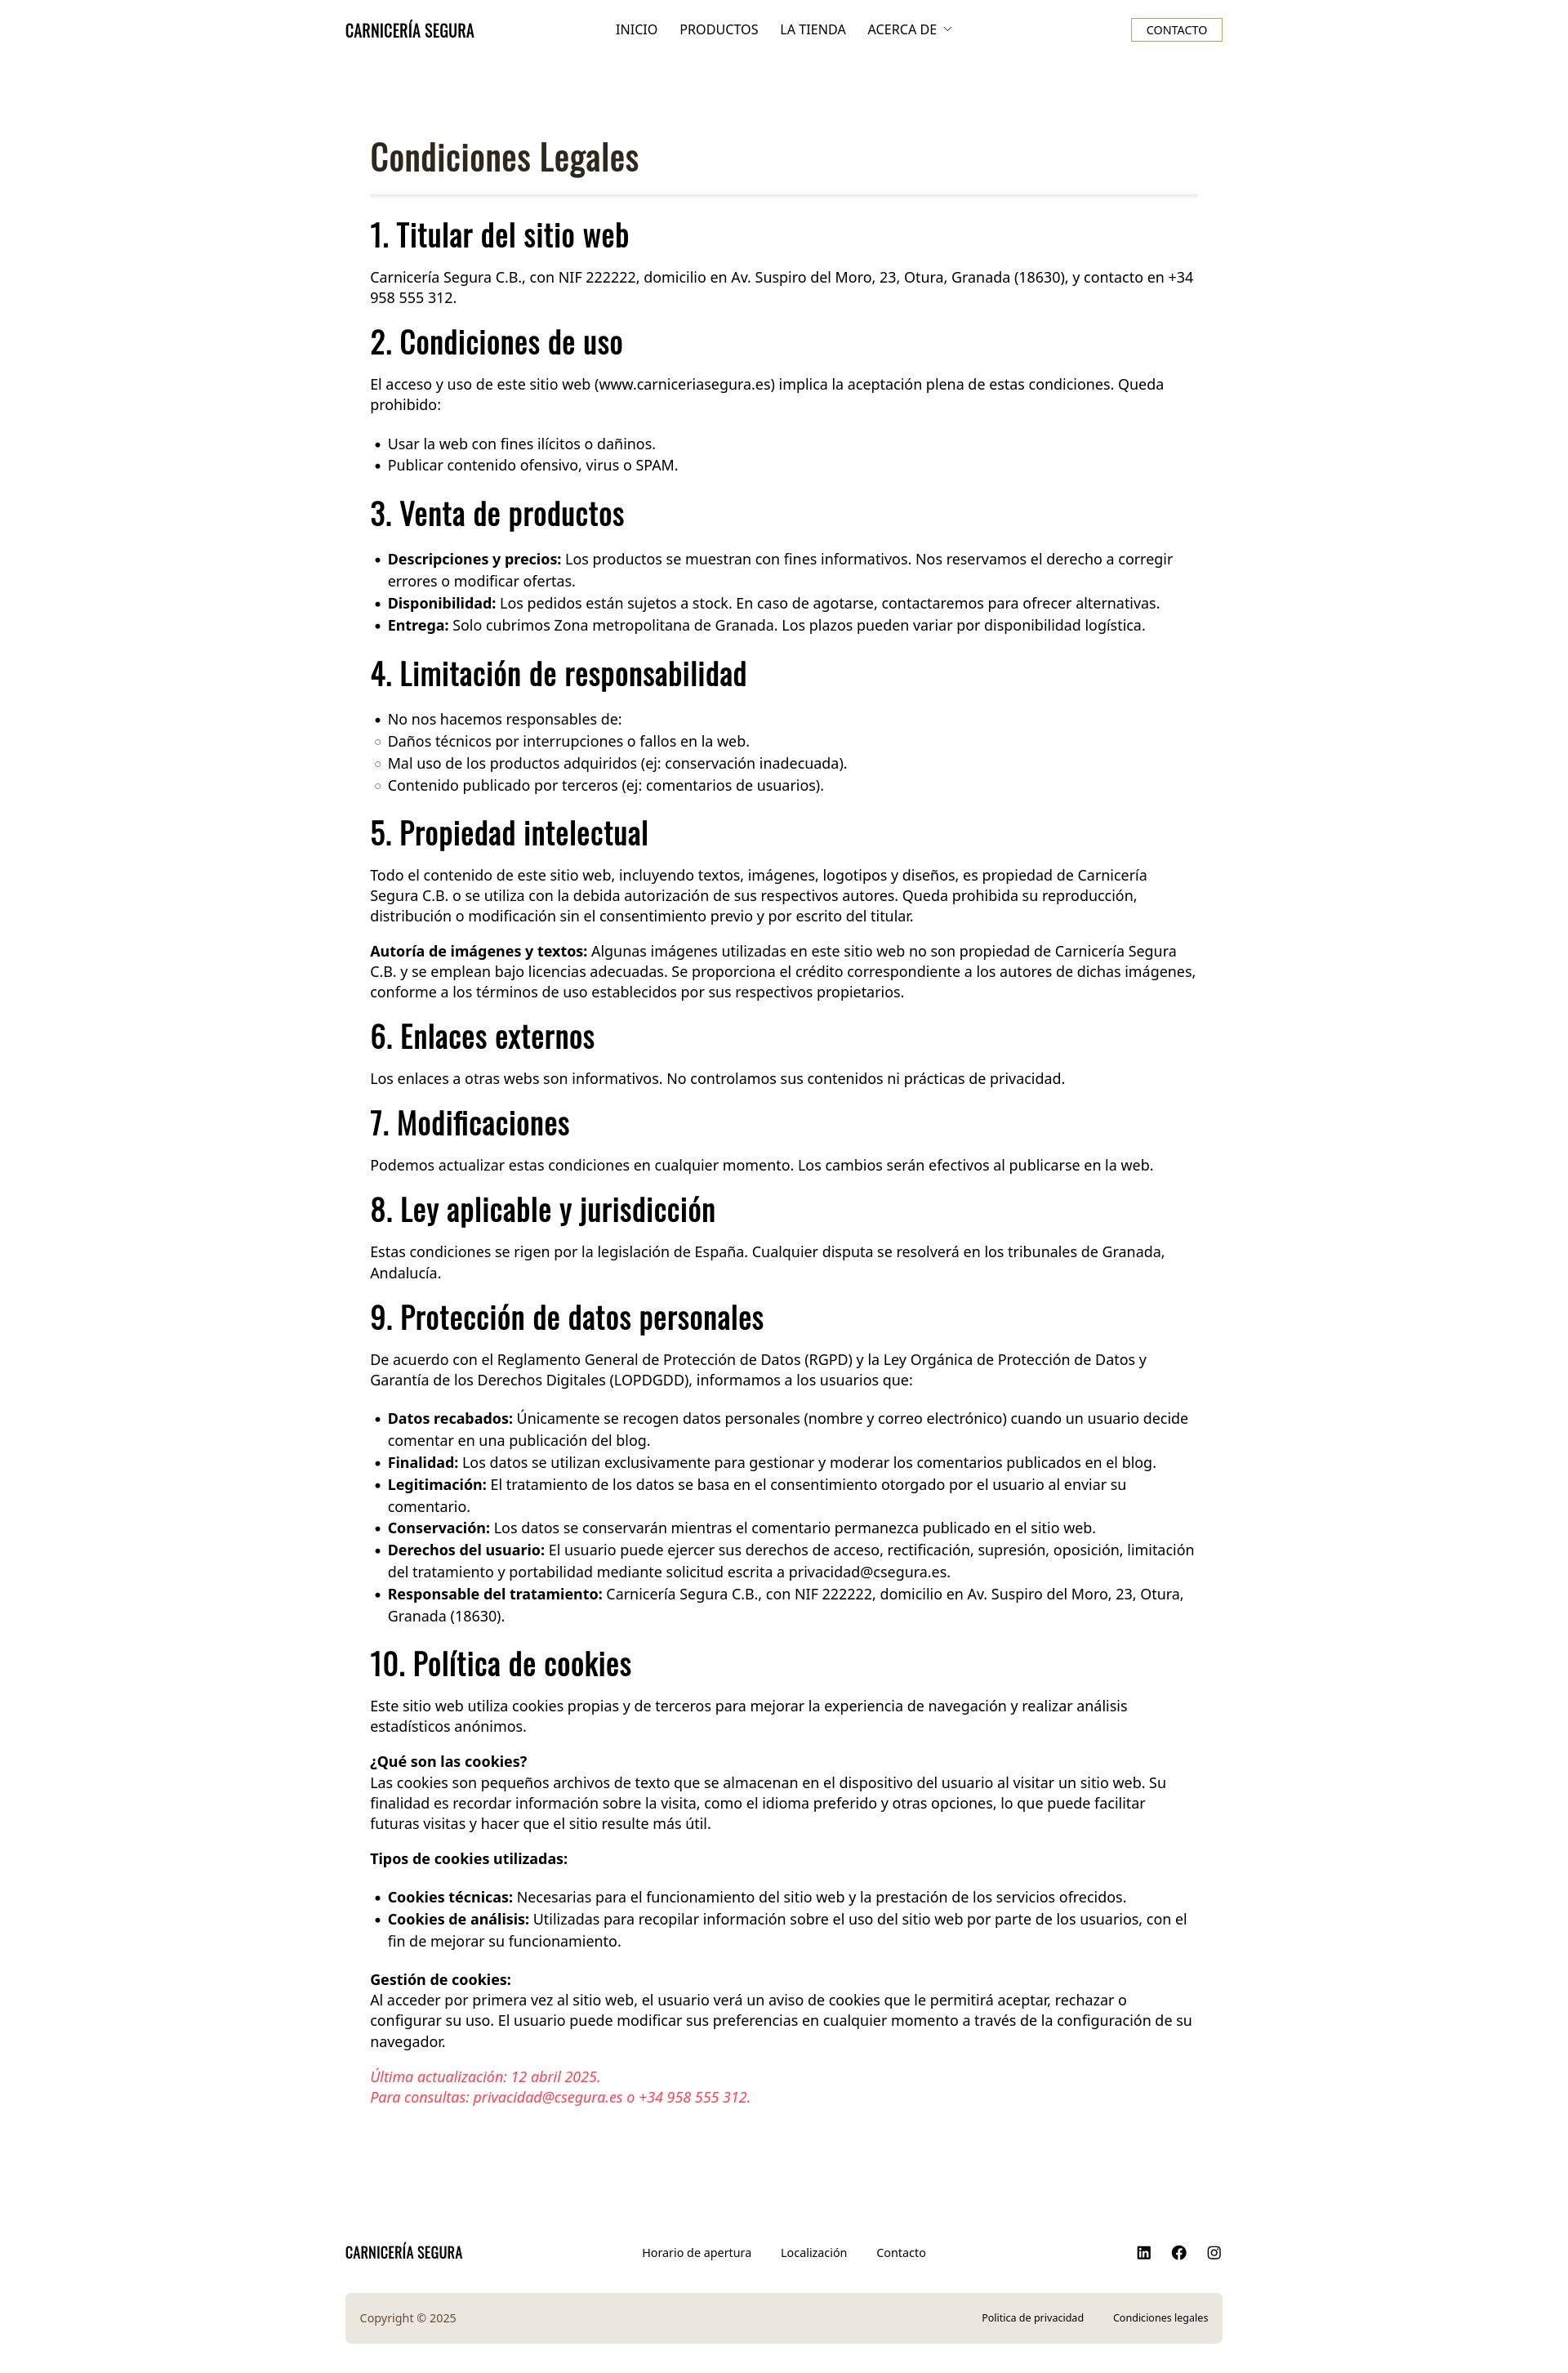 CARNICERÍA SEGURA
INICIO PRODUCTOS LA TIENDA ACERCA DE
CONTACTO
Condiciones Legales
1. Titular del sitio web
Carnicería Segura C.B., con NIF 222222, domicilio en Av. Suspiro del Moro, 23, Otura, Granada (18630), y contacto en +34
958 555 312.
2. Condiciones de uso
El acceso y uso de este sitio web (www.carniceriasegura.es) implica la aceptación plena de estas condiciones. Queda
prohibido:
• Usar la web con fines ilícitos o dañinos.
• Publicar contenido ofensivo, virus o SPAM.
3. Venta de productos
• Descripciones y precios: Los productos se muestran con fines informativos. Nos reservamos el derecho a corregir
errores o modificar ofertas.
• Disponibilidad: Los pedidos están sujetos a stock. En caso de agotarse, contactaremos para ofrecer alternativas.
• Entrega: Solo cubrimos Zona metropolitana de Granada. Los plazos pueden variar por disponibilidad logística.
4. Limitación de responsabilidad
• No nos hacemos responsables de:
○ Daños técnicos por interrupciones o fallos en la web.
○ Mal uso de los productos adquiridos (ej: conservación inadecuada).
○ Contenido publicado por terceros (ej: comentarios de usuarios).
5. Propiedad intelectual
Todo el contenido de este sitio web, incluyendo textos, imágenes, logotipos y diseños, es propiedad de Carnicería
Segura C.B. o se utiliza con la debida autorización de sus respectivos autores. Queda prohibida su reproducción,
distribución o modificación sin el consentimiento previo y por escrito del titular.
Autoría de imágenes y textos: Algunas imágenes utilizadas en este sitio web no son propiedad de Carnicería Segura
C.B. y se emplean bajo licencias adecuadas. Se proporciona el crédito correspondiente a los autores de dichas imágenes,
conforme a los términos de uso establecidos por sus respectivos propietarios.
6. Enlaces externos
Los enlaces a otras webs son informativos. No controlamos sus contenidos ni prácticas de privacidad.
7. Modificaciones
Podemos actualizar estas condiciones en cualquier momento. Los cambios serán efectivos al publicarse en la web.
8. Ley aplicable y jurisdicción
Estas condiciones se rigen por la legislación de España. Cualquier disputa se resolverá en los tribunales de Granada,
Andalucía.
9. Protección de datos personales
De acuerdo con el Reglamento General de Protección de Datos (RGPD) y la Ley Orgánica de Protección de Datos y
Garantía de los Derechos Digitales (LOPDGDD), informamos a los usuarios que:
• Datos recabados: Únicamente se recogen datos personales (nombre y correo electrónico) cuando un usuario decide
comentar en una publicación del blog.
• Finalidad: Los datos se utilizan exclusivamente para gestionar y moderar los comentarios publicados en el blog.
• Legitimación: El tratamiento de los datos se basa en el consentimiento otorgado por el usuario al enviar su
comentario.
• Conservación: Los datos se conservarán mientras el comentario permanezca publicado en el sitio web.
• Derechos del usuario: El usuario puede ejercer sus derechos de acceso, rectificación, supresión, oposición, limitación
del tratamiento y portabilidad mediante solicitud escrita a privacidad@csegura.es.
• Responsable del tratamiento: Carnicería Segura C.B., con NIF 222222, domicilio en Av. Suspiro del Moro, 23, Otura,
Granada (18630).
10. Política de cookies
Este sitio web utiliza cookies propias y de terceros para mejorar la experiencia de navegación y realizar análisis
estadísticos anónimos.
¿Qué son las cookies?
Las cookies son pequeños archivos de texto que se almacenan en el dispositivo del usuario al visitar un sitio web. Su
finalidad es recordar información sobre la visita, como el idioma preferido y otras opciones, lo que puede facilitar
futuras visitas y hacer que el sitio resulte más útil.
Tipos de cookies utilizadas:
• Cookies técnicas: Necesarias para el funcionamiento del sitio web y la prestación de los servicios ofrecidos.
• Cookies de análisis: Utilizadas para recopilar información sobre el uso del sitio web por parte de los usuarios, con el
fin de mejorar su funcionamiento.
Gestión de cookies:
Al acceder por primera vez al sitio web, el usuario verá un aviso de cookies que le permitirá aceptar, rechazar o
configurar su uso. El usuario puede modificar sus preferencias en cualquier momento a través de la configuración de su
navegador.
Última actualización: 12 abril 2025.
Para consultas: privacidad@csegura.es o +34 958 555 312.
CARNICERÍA SEGURA
Horario de apertura Localización Contacto
Copyright © 2025
Politica de privacidad Condiciones legales